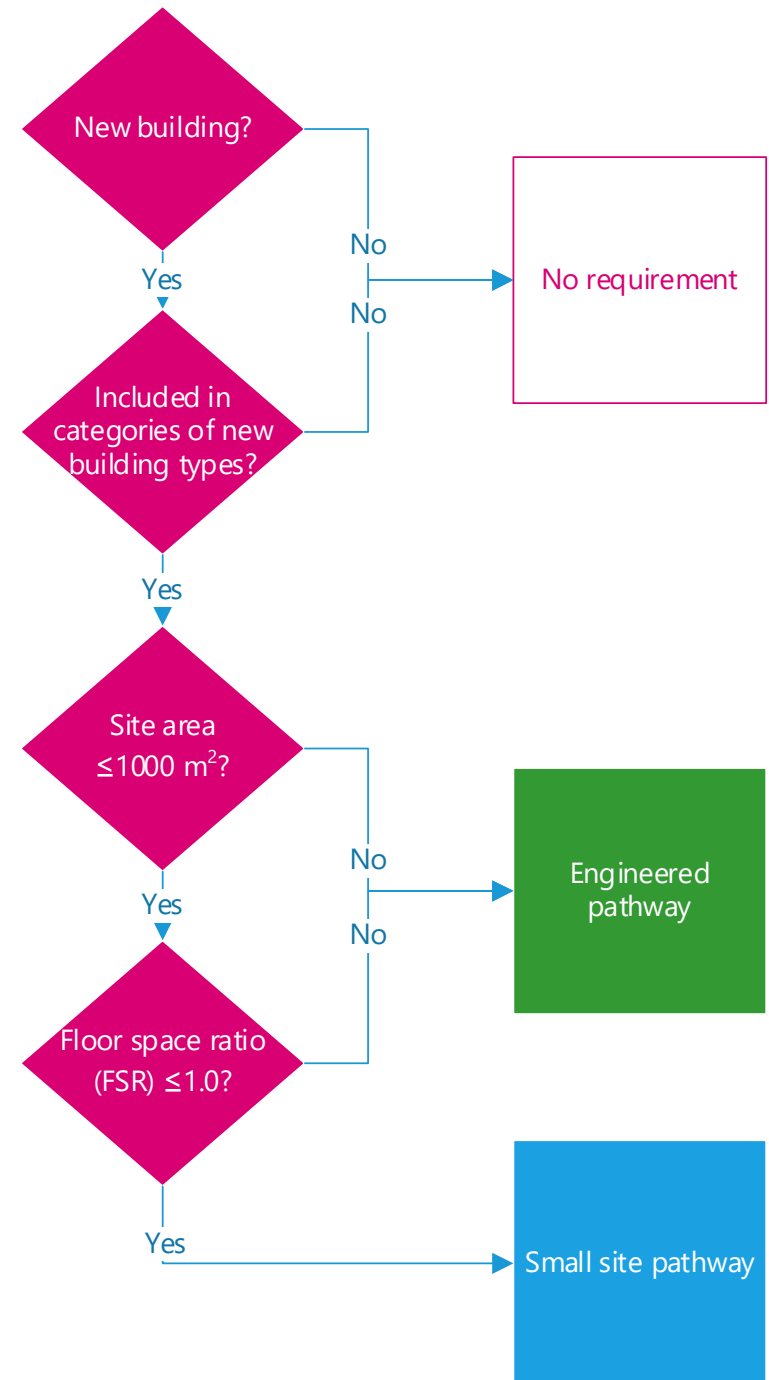 New building?
No
No requirement
Yes
No
Included in
categories of new
building types?
Yes
Site area
≤1000 m²?
No
Engineered
pathway
Yes
No
Floor space ratio
(FSR) ≤1.0?
Yes
Small site pathway